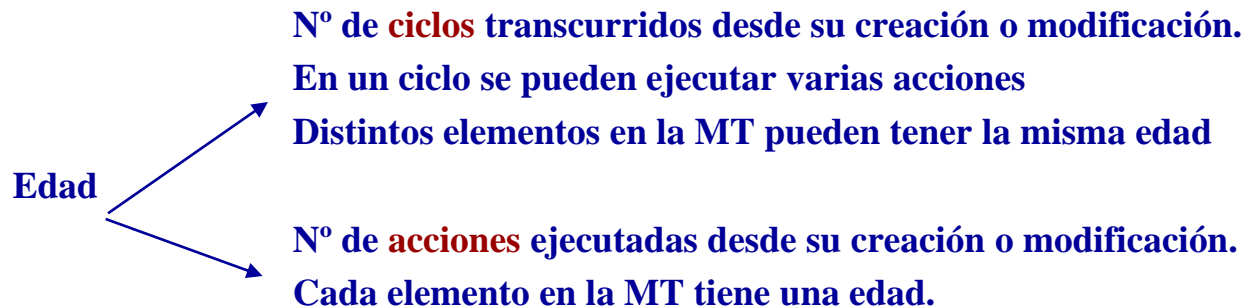 Nº de ciclos transcurridos desde su creación o modificación.
En un ciclo se pueden ejecutar varias acciones
Distintos elementos en la MT pueden tener la misma edad
Edad
Nº de acciones ejecutadas desde su creación o modificación.
Cada elemento en la MT tiene una edad.